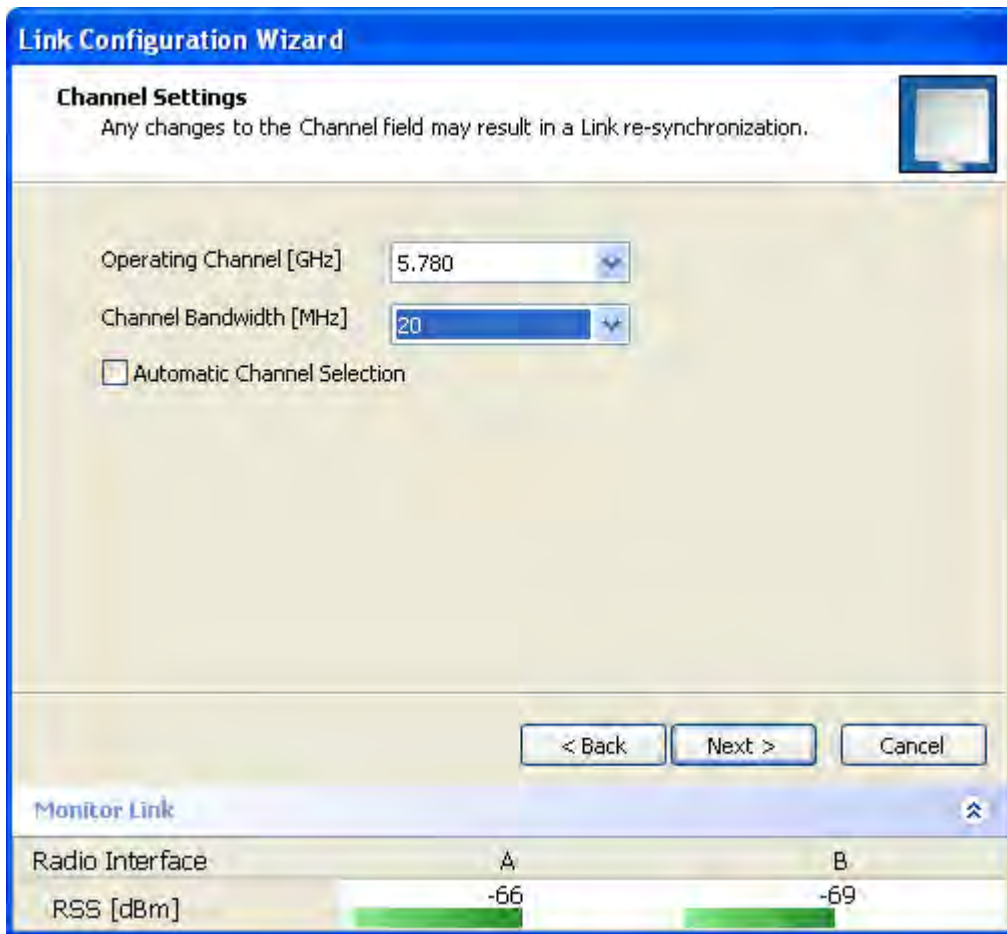 Link Configuration Wizard
Channel Settings
Any changes to the Channel field may result in a Link re-synchronization.
Operating Channel [GHz] 5.780
Channel Bandwidth [MHz] 20
Automatic Channel Selection
< Back Next > Cancel
Monitor Link
Radio Interface A B
RSS [dBm] -66 -69